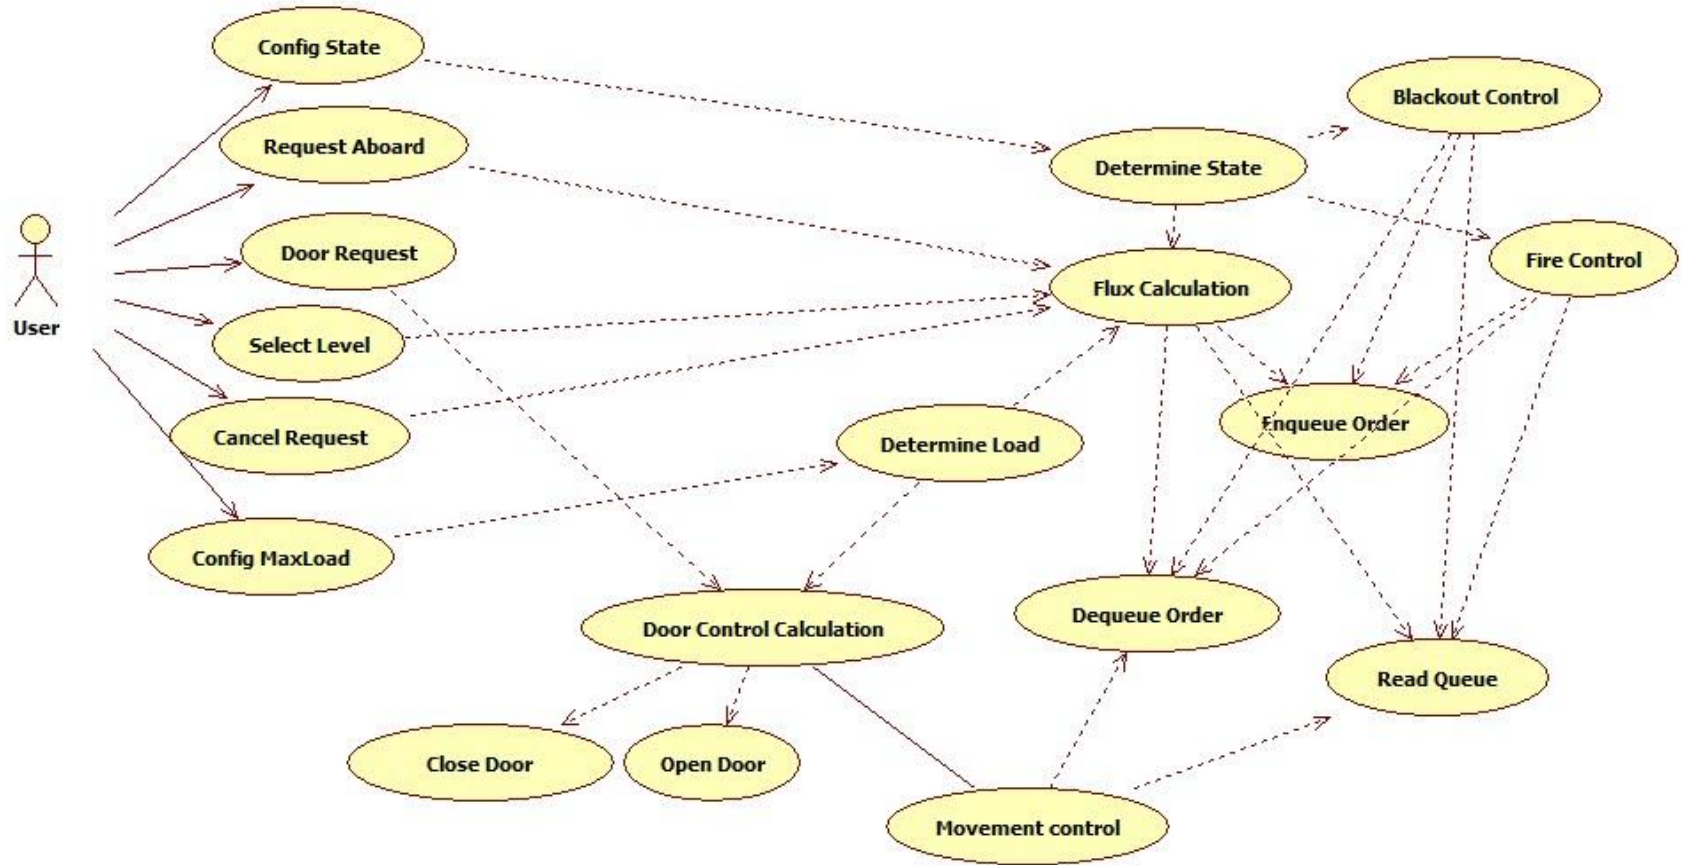 Config State
Blackout Control
Request Aboard
Determine State
Door Request
Fire Control
Flux Calculation
User
Select Level
Enqueue Order
Cancel Request
Determine Load
Config MaxLoad
Dequeue Order
Door Control Calculation
Read Queue
Close Door
Open Door
Movement control